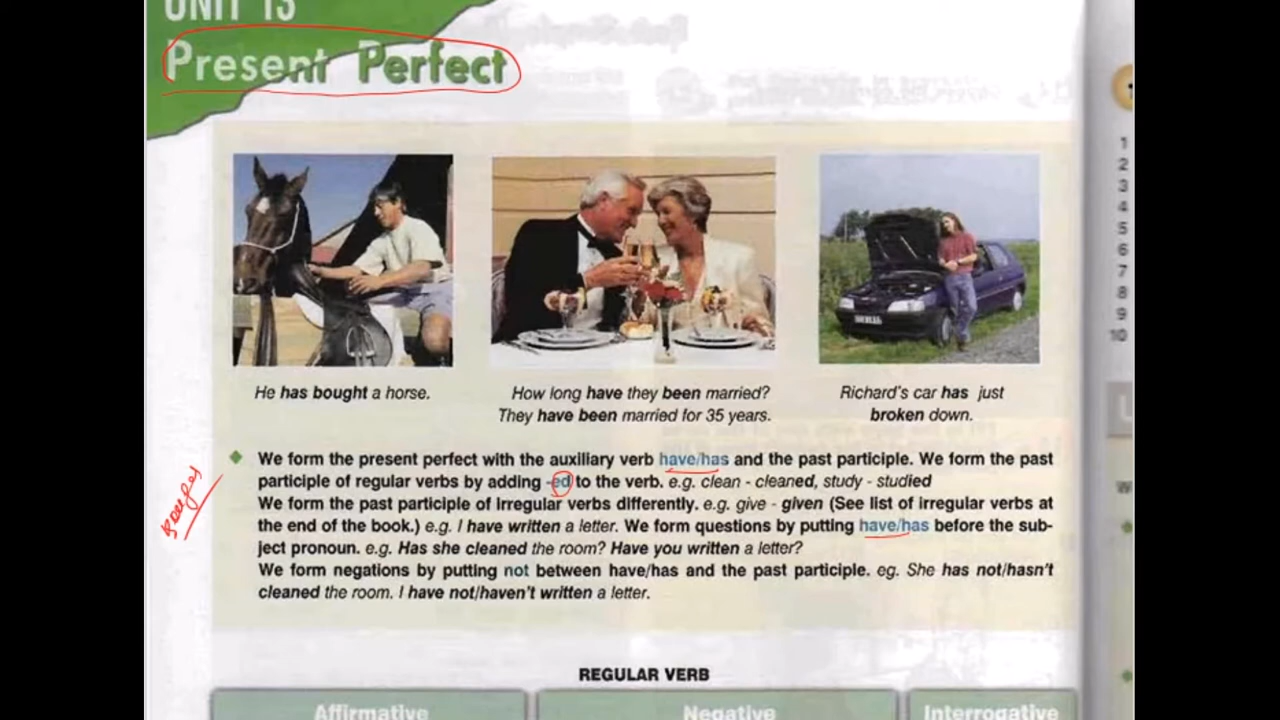 UNIT 13
Present Perfect
He has bought a horse.
How long have they been married?
They have been married for 35 years.
Richard's car has just
broken down.
We form the present perfect with the auxiliary verb have/has and the past participle. We form the past
participle of regular verbs by adding -ed to the verb. e.g. clean - cleaned, study - studied
We form the past participle of irregular verbs differently. e.g. give - given (See list of irregular verbs at
the end of the book.) e.g. I have written a letter. We form questions by putting have/has before the sub-
ject pronoun. e.g. Has she cleaned the room? Have you written a letter?
We form negations by putting not between have/has and the past participle. eg. She has not/hasn't
cleaned the room. I have not/haven't written a letter.
REGULAR VERB
Affirmative
Negative
Interrogative
1
2
3
4
5
6
7
8
9
10